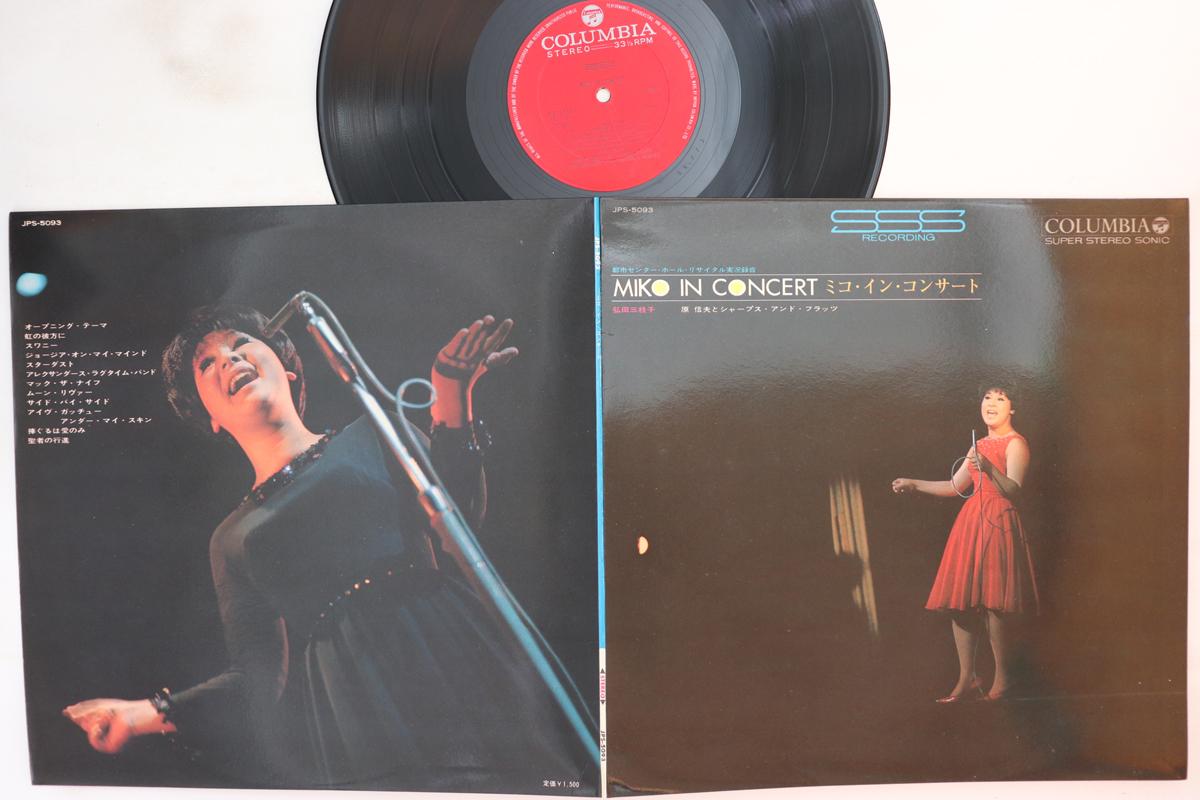 COLUMBIA
STEREO 33⅓ RPM
JPS-5093
オープニング・テーマ
虹の彼方に
スワニー
ジョージア・オン・マイ・マインド
スターダスト
アレクサンダース・ラグタイム・バンド
マック・ザ・ナイフ
ムーン・リヴァー
サイド・バイ・サイド
アイヴ・ガッチュー
アンダー・マイ・スキン
捧ぐるは愛のみ
聖者の行進
定価¥1,500
JPS-5093
STEREO
JPS-5093
JPS-5093
SSS
RECORDING
COLUMBIA
SUPER STEREO SONIC
都市センター・ホール・リサイタル実況録音
MIKO IN CONCERT ミコ・イン・コンサート
弘田三枝子 原 信夫とシャープス・アンド・フラッツ